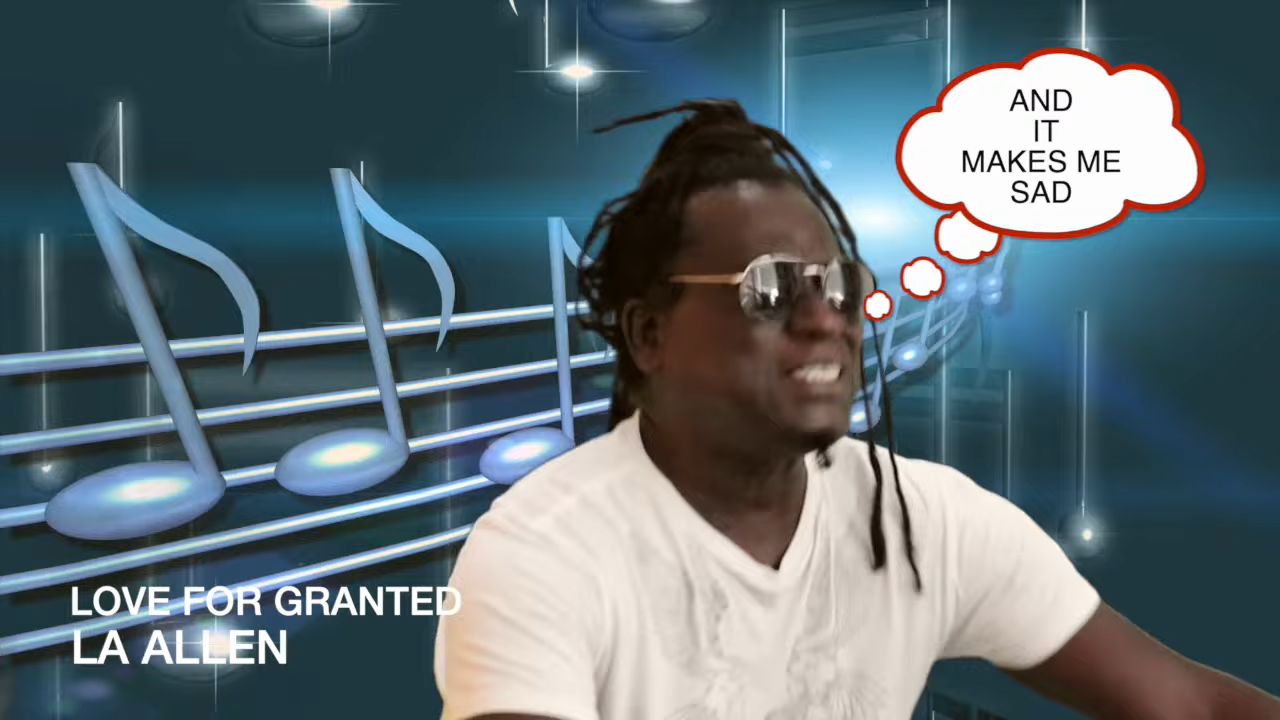 AND
IT
MAKES ME
SAD
LOVE FOR GRANTED
LA ALLEN